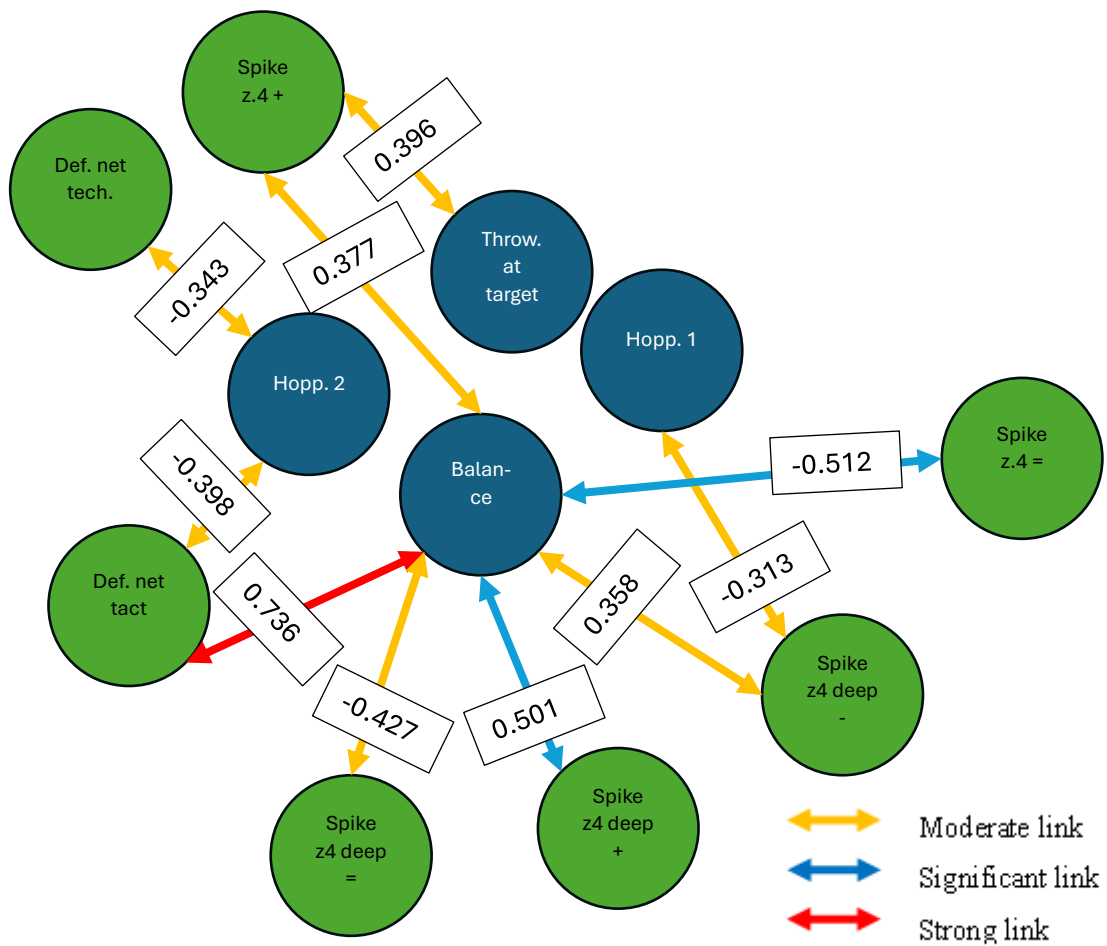 Spike
z.4 +
0.396
Def. net
tech.
Throw.
at
target
0.377
-0.343
Hopp. 1
Hopp. 2
Spike
z.4 =
-0.512
Balan-
ce
-0.398
-0.313
0.358
Def. net
tact
0.736
Spike
z4 deep
-
-0.427
0.501
Spike
z4 deep
+
Spike
z4 deep
=
Moderate link
Significant link
Strong link